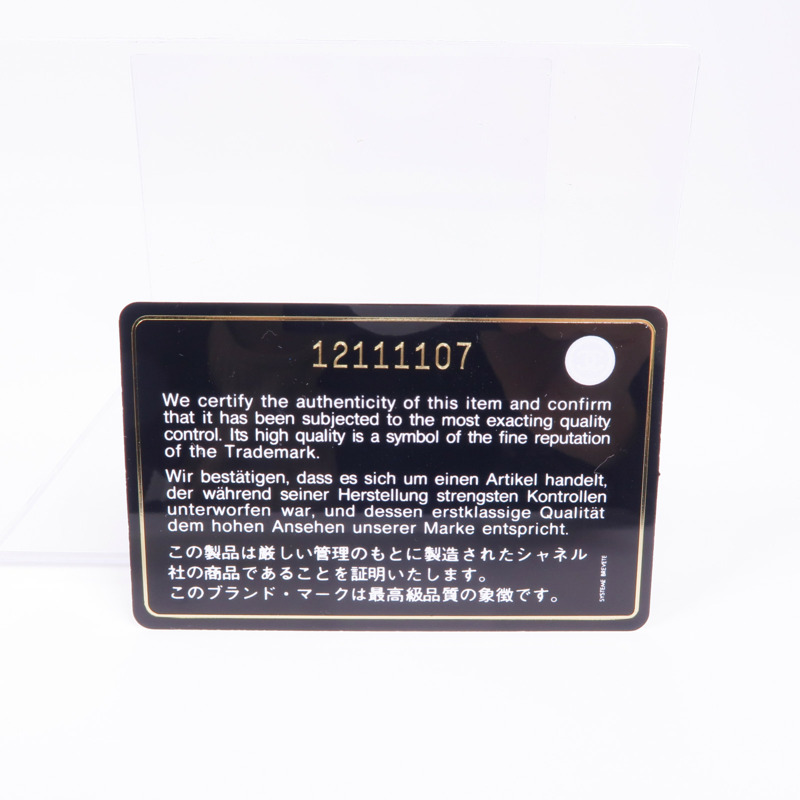 12111107
We certify the authenticity of this item and confirm
that it has been subjected to the most exacting quality
control. Its high quality is a symbol of the fine reputation
of the Trademark.
Wir bestätigen, dass es sich um einen Artikel handelt,
der während seiner Herstellung strengsten Kontrollen
unterworfen war, und dessen erstklassige Qualität
dem hohen Ansehen unserer Marke entspricht.
この製品は厳しい管理のもとに製造されたシャネル
社の商品であることを証明いたします。
このブランド・マークは最高級品質の象徴です。
SYSTEME BREVETE